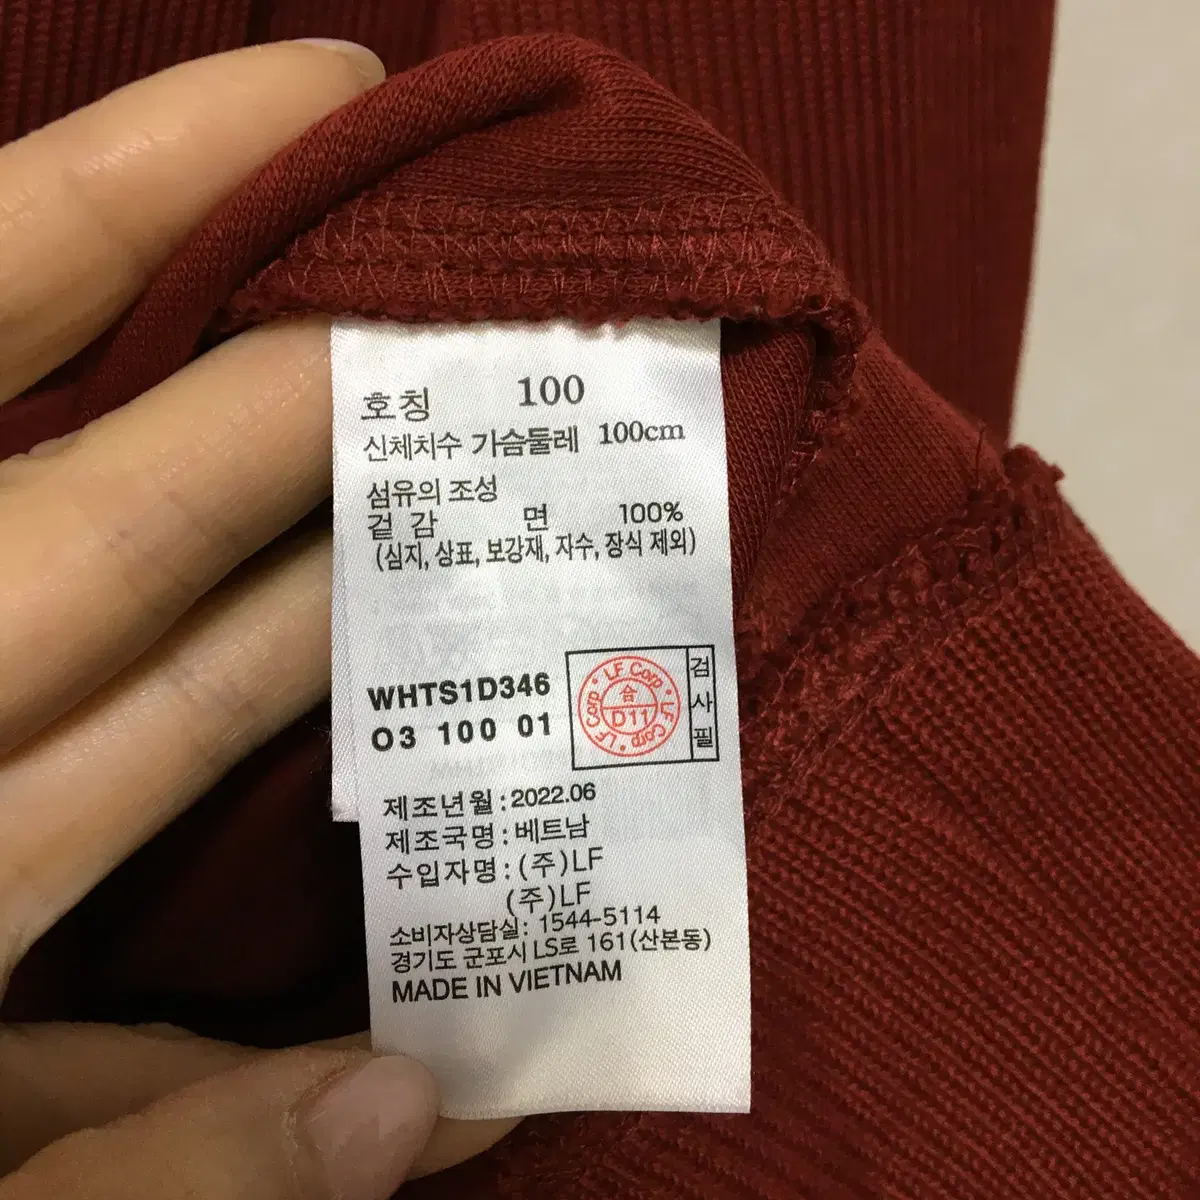 호칭 100
신체치수 가슴둘레 100cm
섬유의 조성
겉 감 면 100%
(심지, 상표, 보강재, 자수, 장식 제외)
WHTS1D346
O3 100 01
LF Corp · LF Corp · LF Corp ·
合
D11
검사필
제조년월 : 2022.06
제조국명 : 베트남
수입자명 : (주)LF
(주)LF
소비자상담실: 1544-5114
경기도 군포시 LS로 161(산본동)
MADE IN VIETNAM